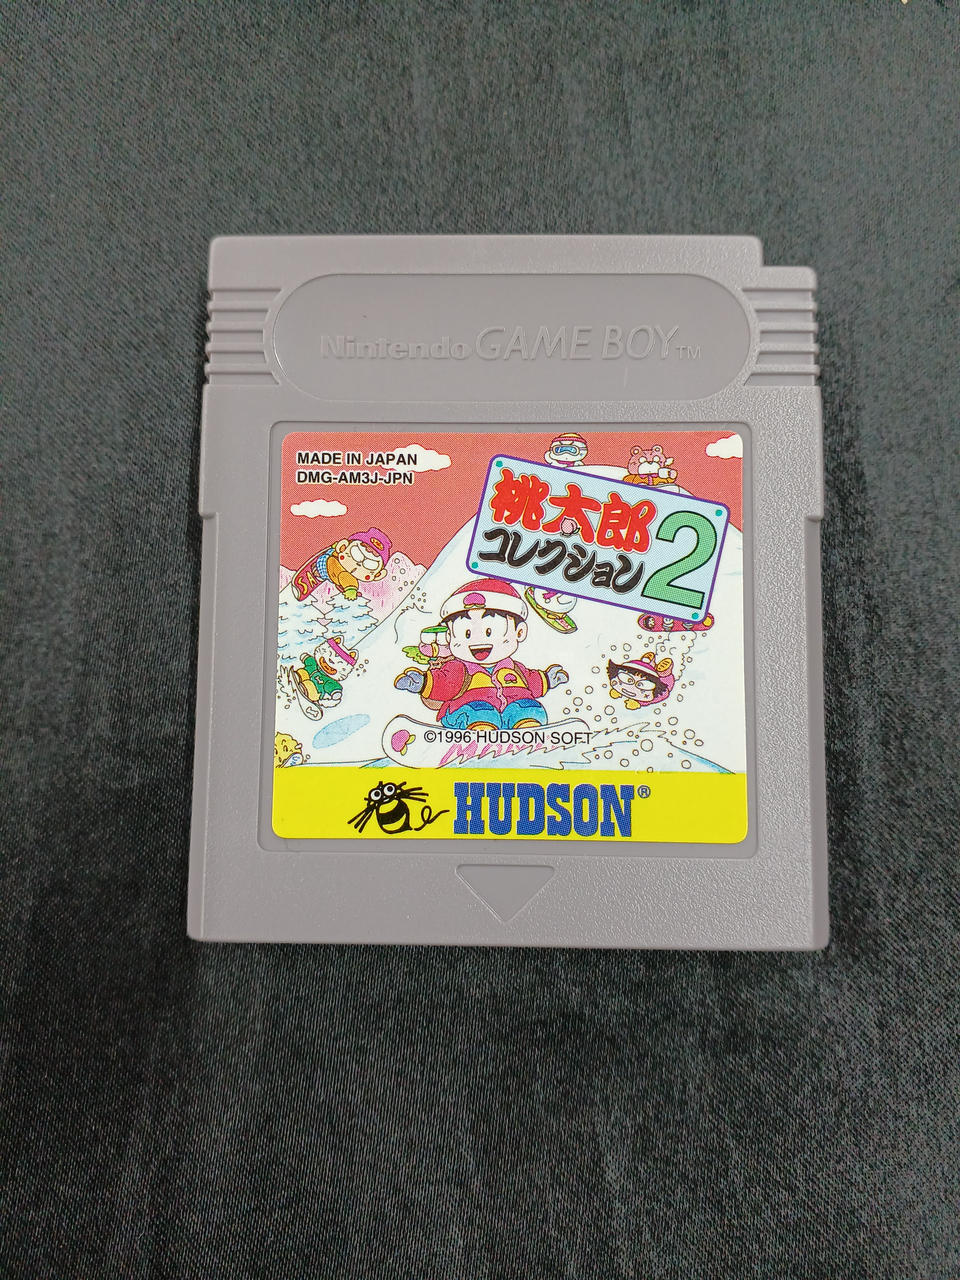 Nintendo GAME BOY™
MADE IN JAPAN
DMG-AM3J-JPN
桃太郎
コレクション2
©1996 HUDSON SOFT
HUDSON®